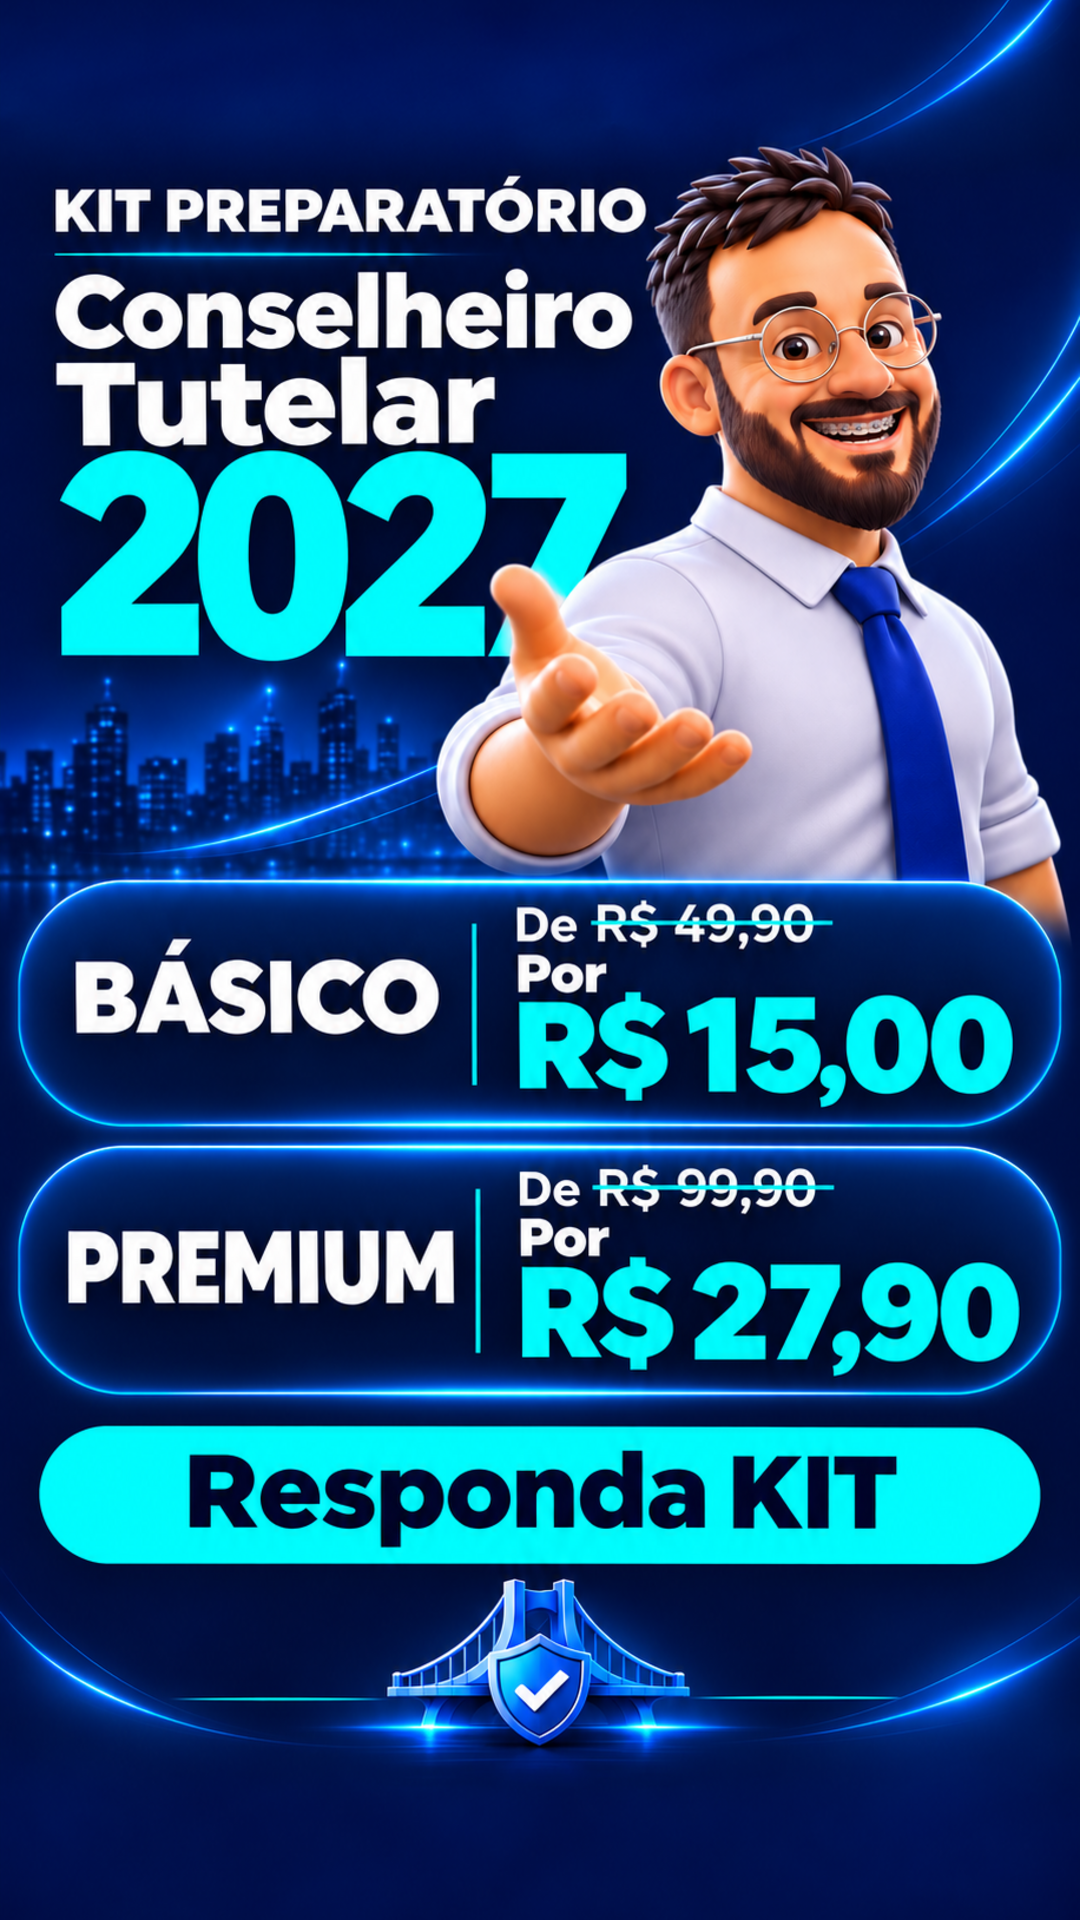 KIT PREPARATÓRIO
Conselheiro
Tutelar
2027
BÁSICO
De R$ 49,90
Por
R$ 15,00
PREMIUM
De R$ 99,90
Por
R$ 27,90
Responda KIT